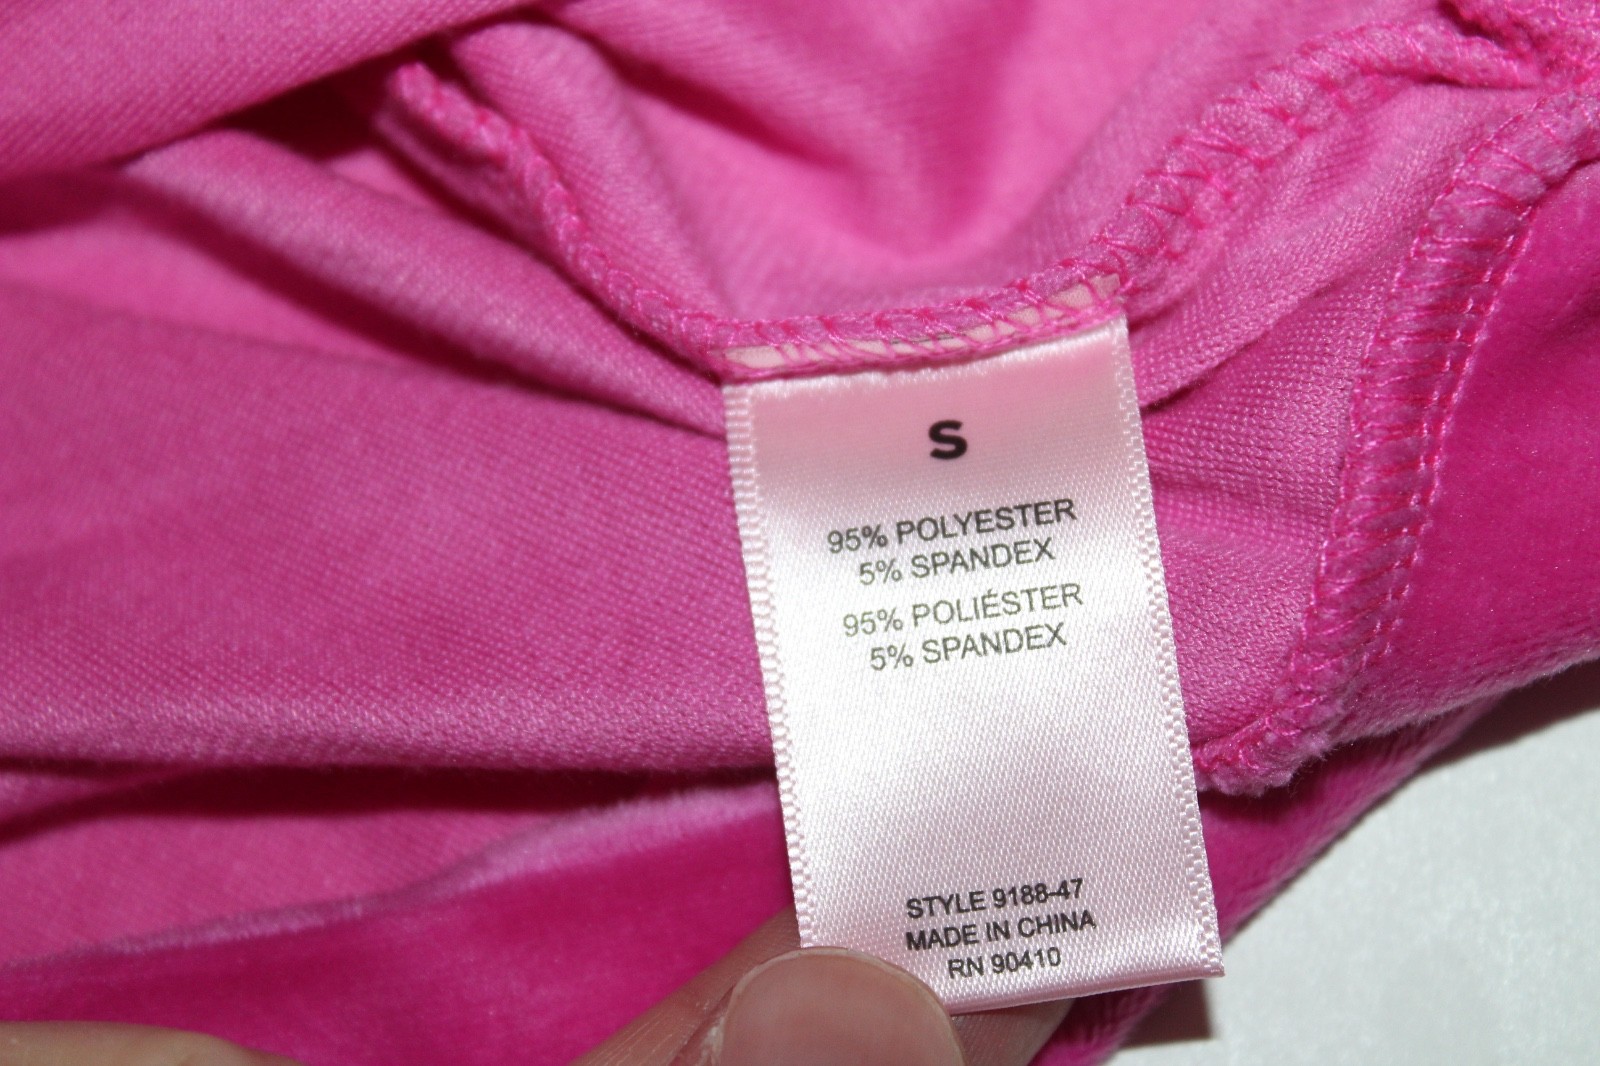 S
95% POLYESTER
5% SPANDEX
95% POLIÉSTER
5% SPANDEX
STYLE 9188-47
MADE IN CHINA
RN 90410